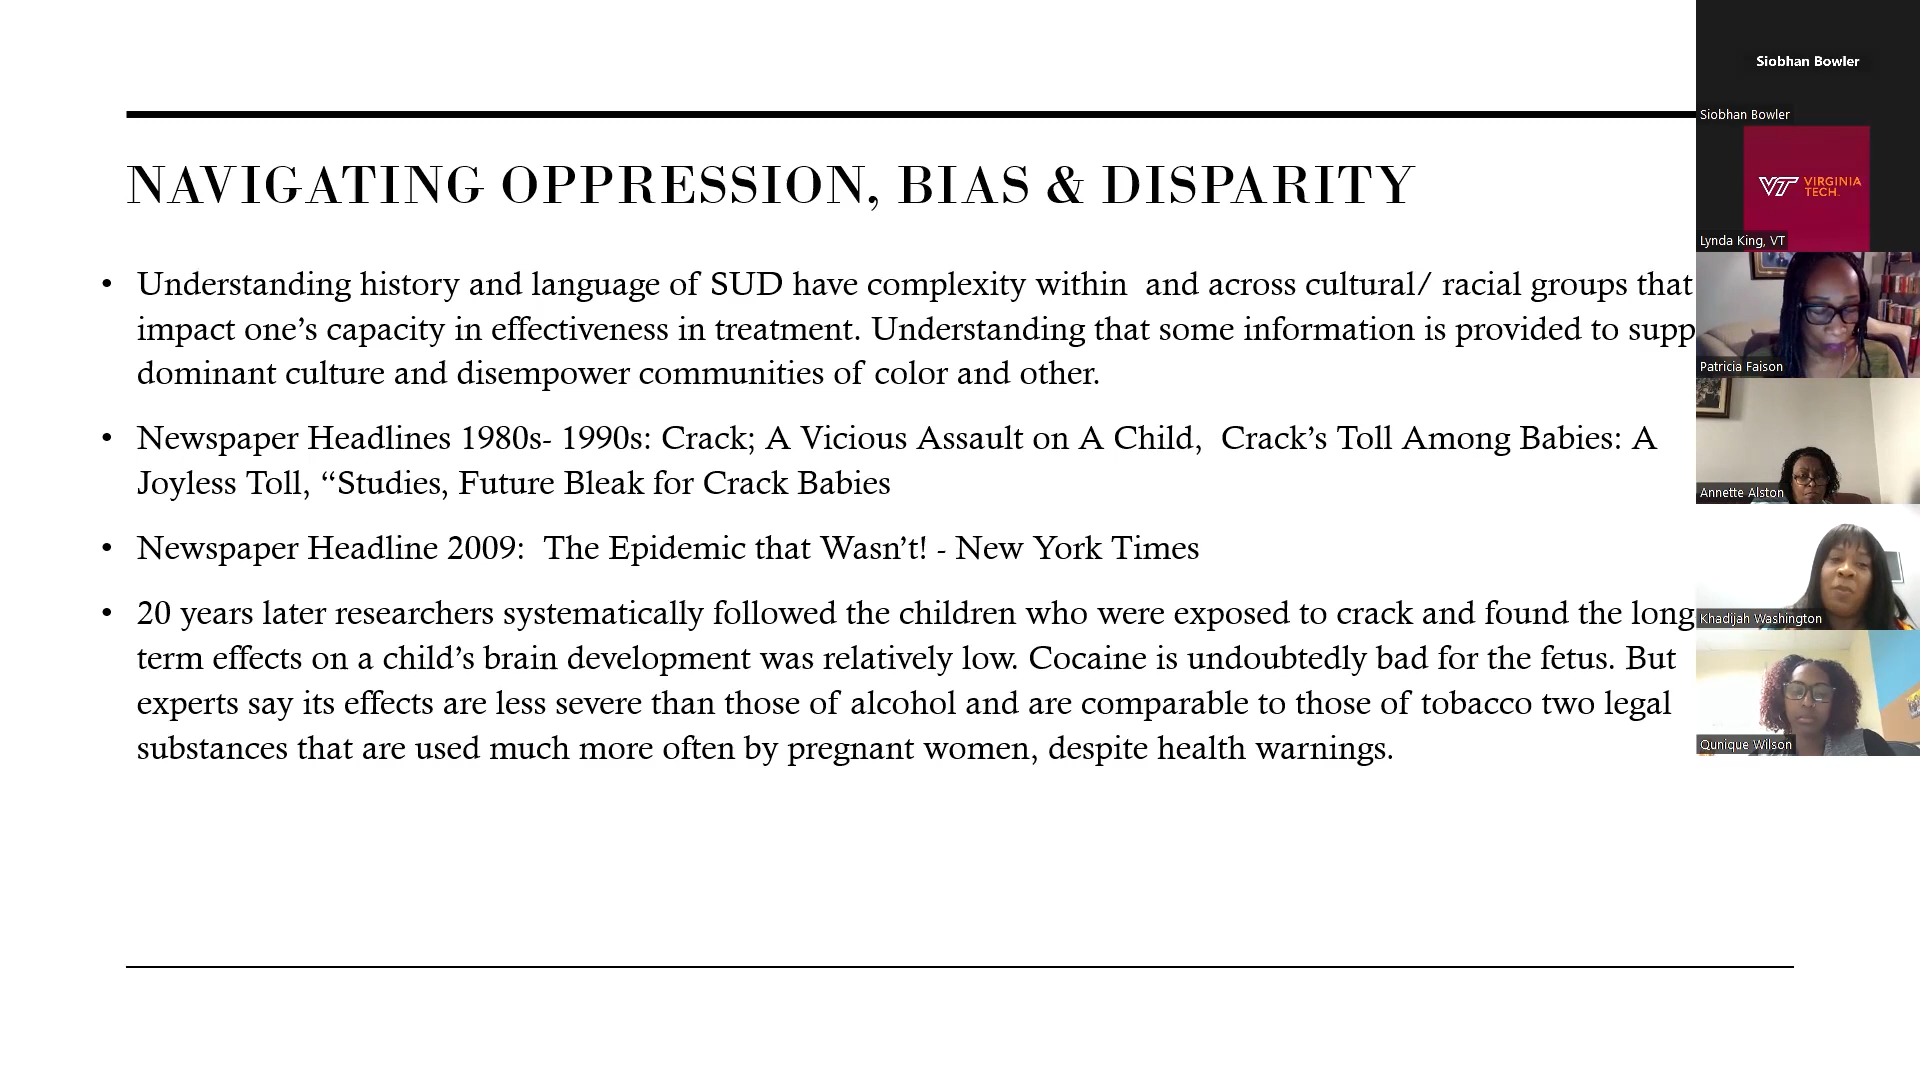 NAVIGATING OPPRESSION, BIAS & DISPARITY
• Understanding history and language of SUD have complexity within and across cultural/ racial groups that
impact one’s capacity in effectiveness in treatment. Understanding that some information is provided to supp
dominant culture and disempower communities of color and other.
• Newspaper Headlines 1980s- 1990s: Crack; A Vicious Assault on A Child, Crack’s Toll Among Babies: A
Joyless Toll, “Studies, Future Bleak for Crack Babies
• Newspaper Headline 2009: The Epidemic that Wasn’t! - New York Times
• 20 years later researchers systematically followed the children who were exposed to crack and found the long
term effects on a child’s brain development was relatively low. Cocaine is undoubtedly bad for the fetus. But
experts say its effects are less severe than those of alcohol and are comparable to those of tobacco two legal
substances that are used much more often by pregnant women, despite health warnings.
Siobhan Bowler
Siobhan Bowler
VT VIRGINIA
TECH.
Lynda King, VT
Patricia Faison
Annette Alston
Khadijah Washington
Qunique Wilson